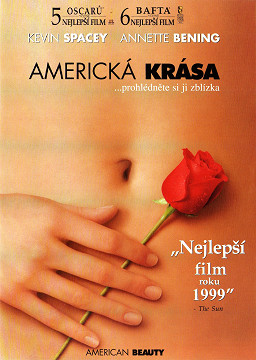 5 OSCARŮ 6 BAFTA
NEJLEPŠÍ FILM NEJLEPŠÍ FILM
KEVIN SPACEY ANNETTE BENING
AMERICKÁ KRÁSA
...prohlédněte si ji zblízka
„Nejlepší
film
roku
1999"
- The Sun
AMERICAN BEAUTY